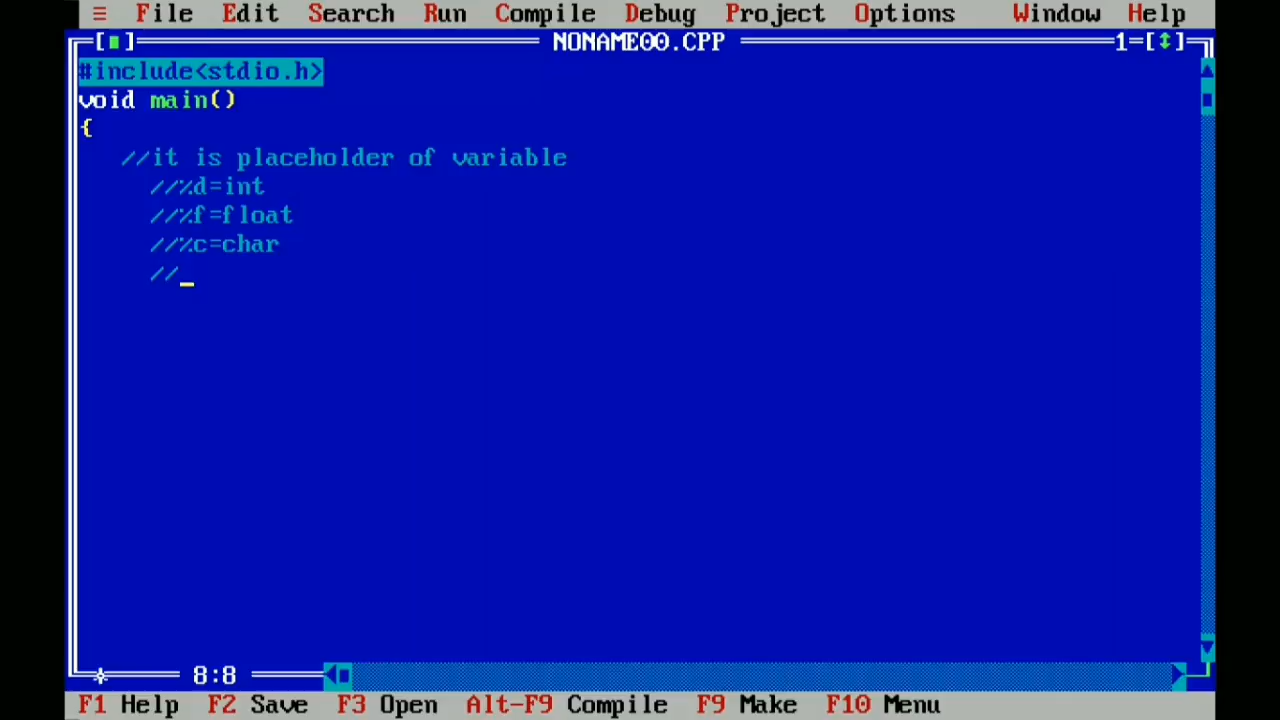 ≡ File Edit Search Run Compile Debug Project Options Window Help
[■] NONAME00.CPP 1=[↕]
#include<stdio.h>
void main()
{
//it is placeholder of variable
//%d=int
//%f=float
//%c=char
//_
8:8
F1 Help F2 Save F3 Open Alt-F9 Compile F9 Make F10 Menu